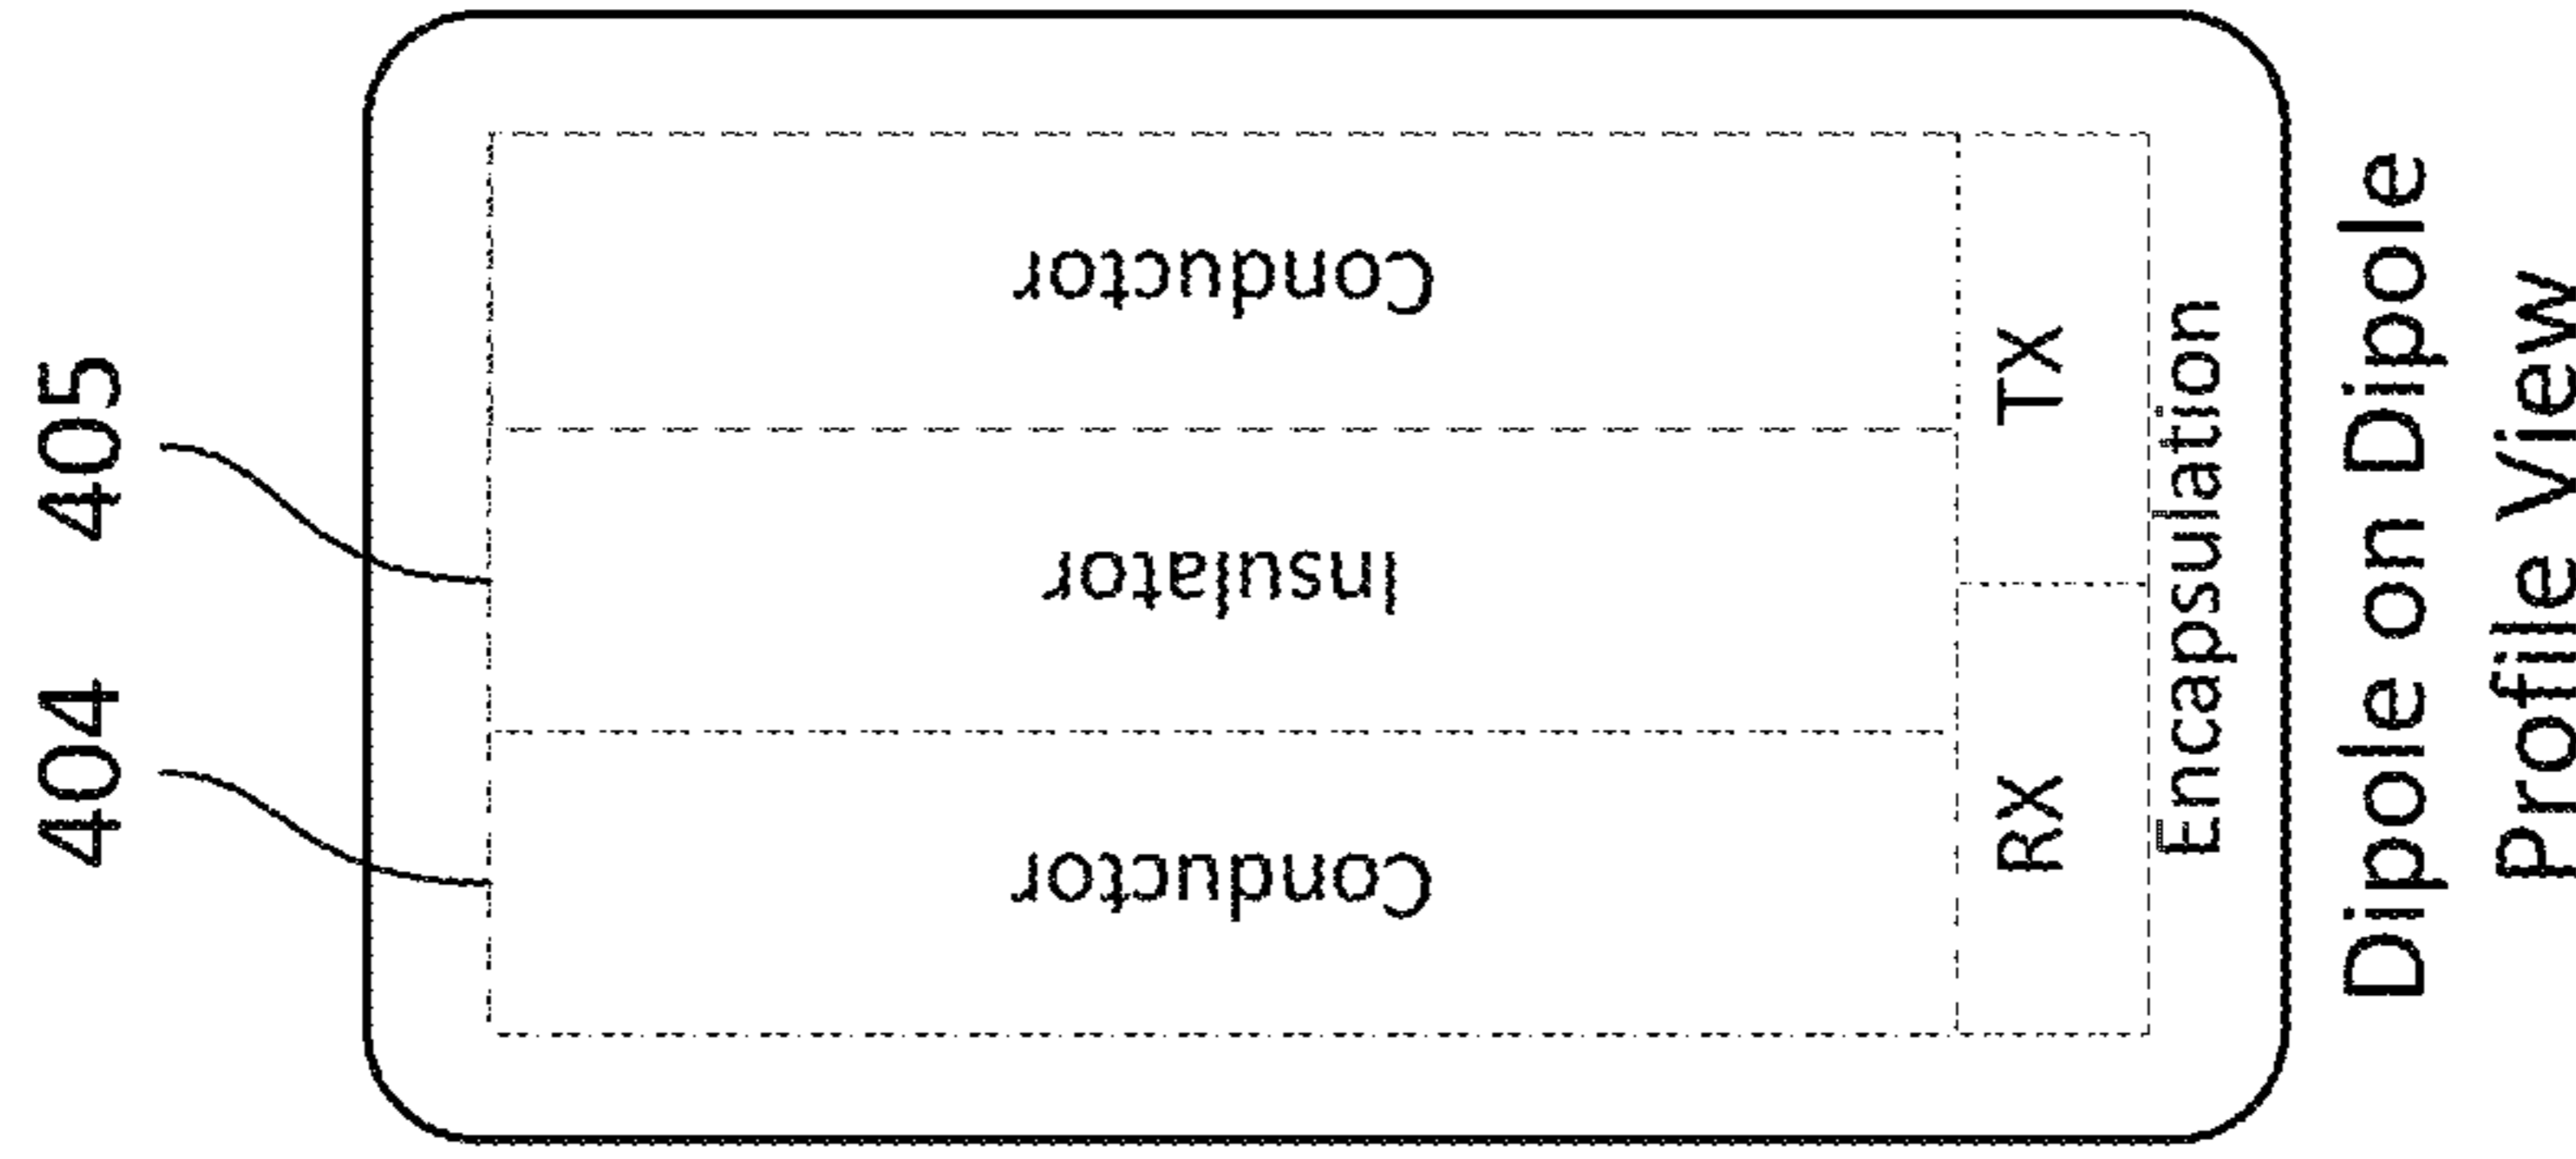 404 405
Conductor
Insulator
Conductor
RX TX
Encapsulation
Dipole on Dipole
Profile View